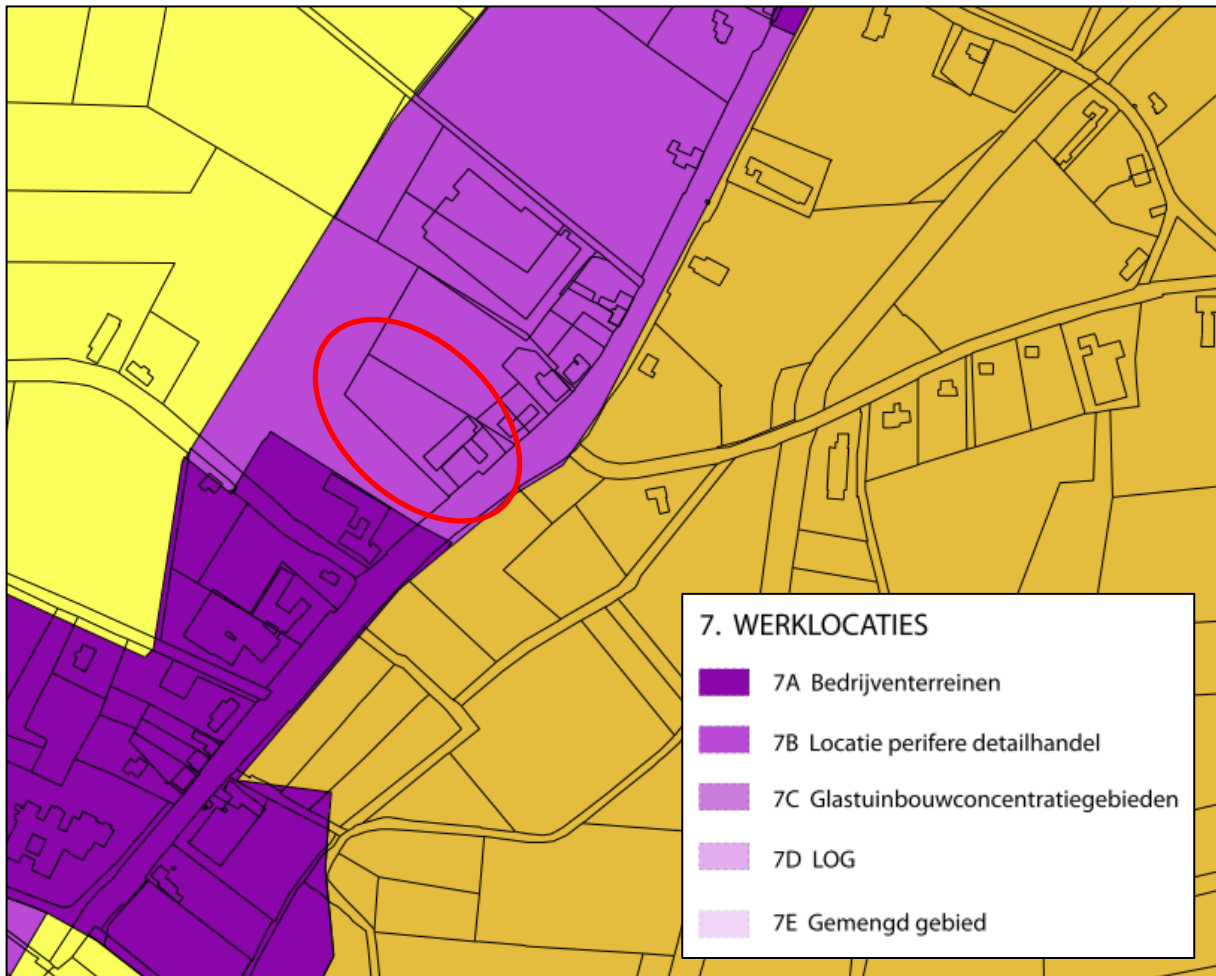 7. WERKLOCATIES
7A Bedrijventerreinen
7B Locatie perifere detailhandel
7C Glastuinbouwconcentratiegebieden
7D LOG
7E Gemengd gebied